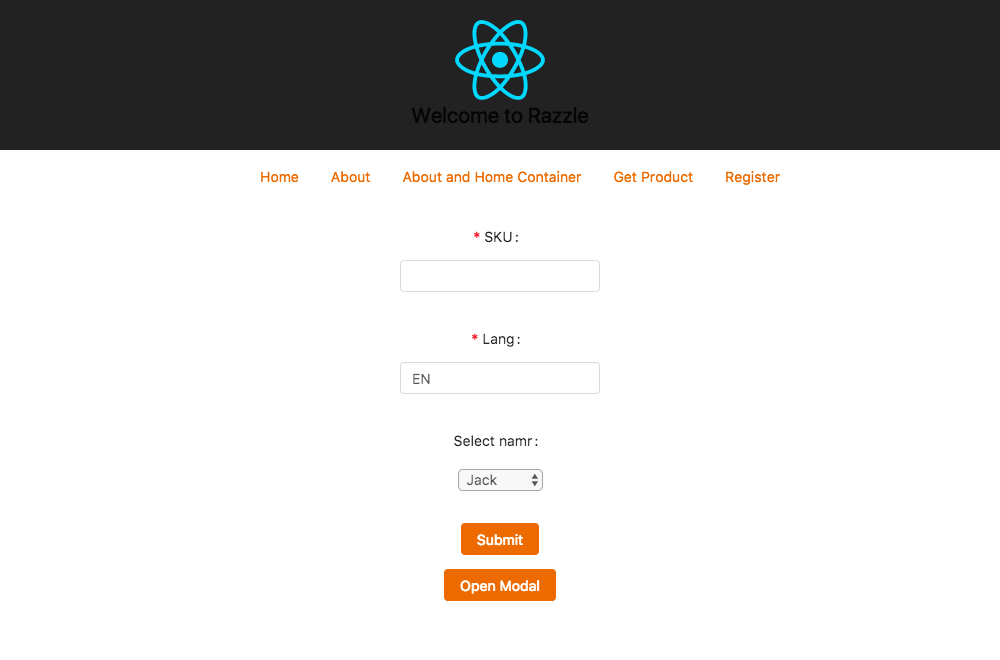 Welcome to Razzle
Home About About and Home Container Get Product Register
* SKU:
* Lang:
EN
Select namr:
Jack
Submit
Open Modal